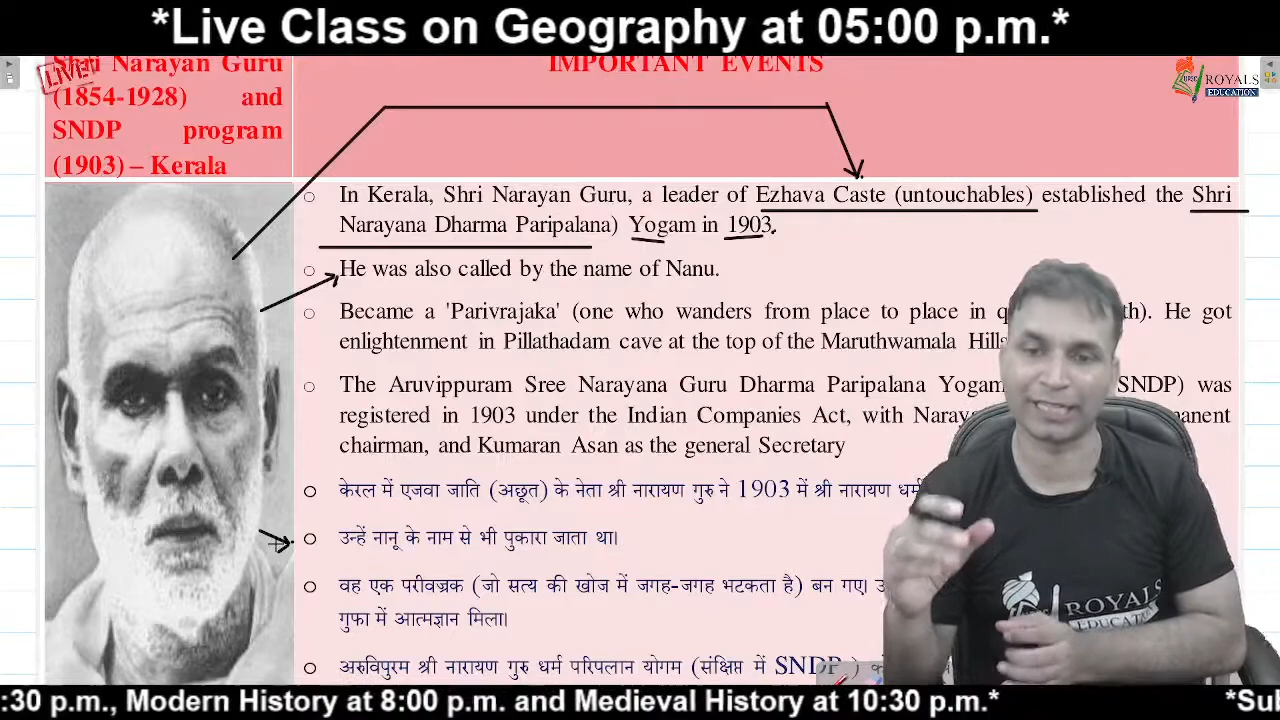 *Live Class on Geography at 05:00 p.m.*
Shri Narayan Guru
(1854-1928) and
SNDP program
(1903) – Kerala
LIVE
IMPORTANT EVENTS
ROYALS
EDUCATION
In Kerala, Shri Narayan Guru, a leader of Ezhava Caste (untouchables) established the Shri
Narayana Dharma Paripalana) Yogam in 1903.
He was also called by the name of Nanu.
Became a 'Parivrajaka' (one who wanders from place to place in th). He got
enlightenment in Pillathadam cave at the top of the Maruthwamala Hills
The Aruvippuram Sree Narayana Guru Dharma Paripalana Yogam SNDP) was
registered in 1903 under the Indian Companies Act, with
chairman, and Kumaran Asan as the general Secretary
केरल में एजवा जाति (अछूत) के नेता श्री नारायण गुरु ने 1903 में श्री नारायण
उन्हें नानू के नाम से भी पुकारा जाता था।
वह एक परीवज्रक (जो सत्य की खोज में जगह-जगह भटकता है) बन गए।
गुफा में आत्मज्ञान मिला।
अरुविपुरम श्री नारायण गुरु धर्म परिपलान योगम (संक्षिप्त में SNDP )
ROYALS
EDUCATION
:30 p.m., Modern History at 8:00 p.m. and Medieval History at 10:30 p.m.*